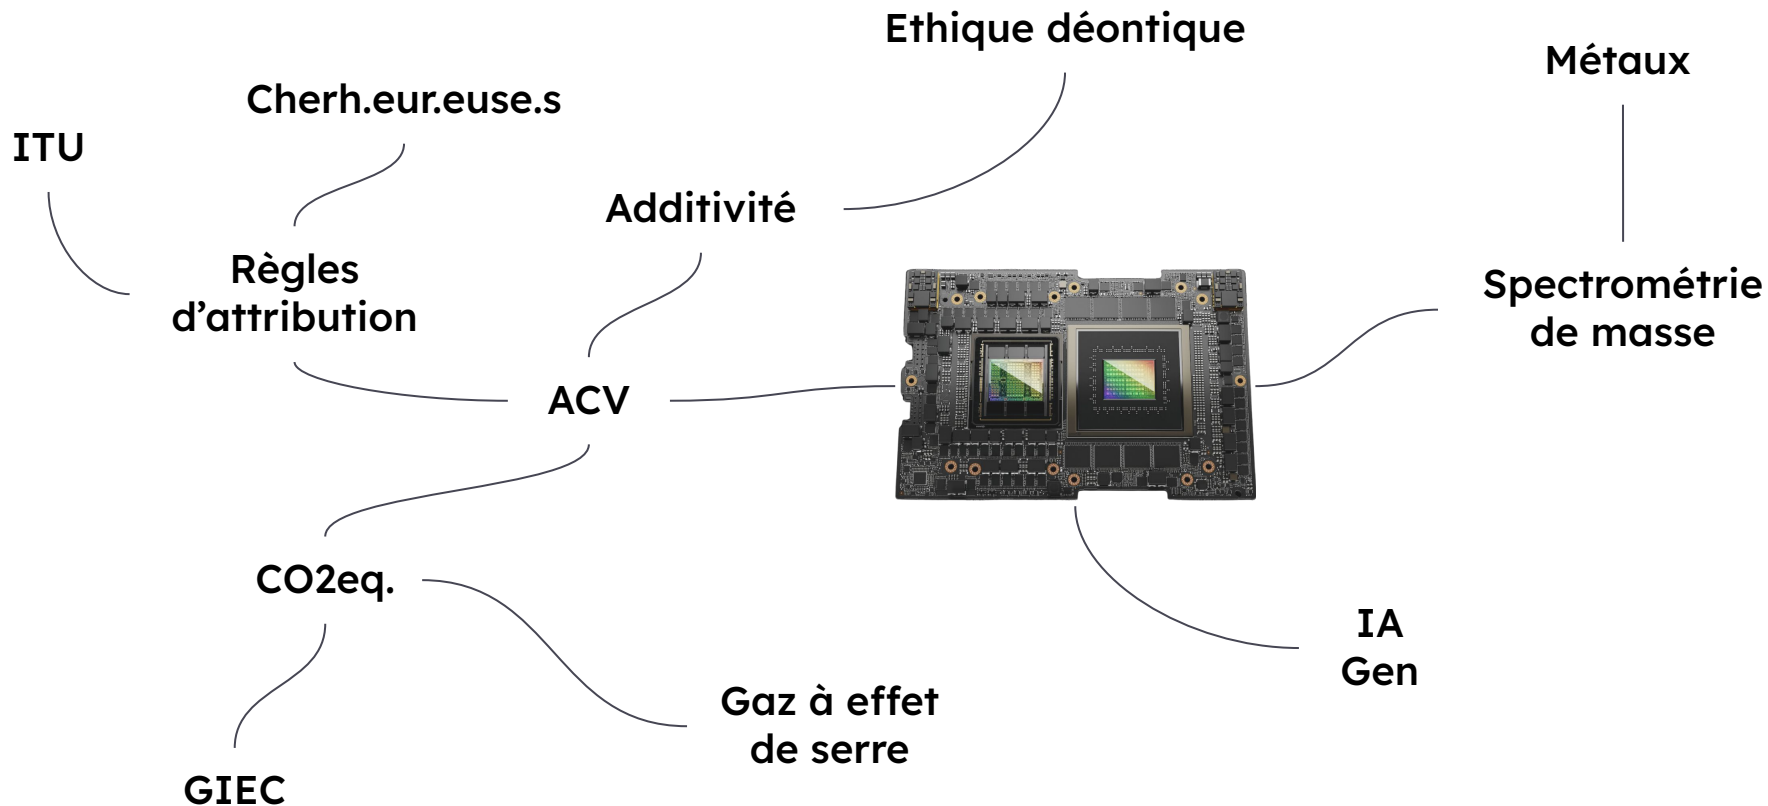 Ethique déontique
Métaux
Cherh.eur.euse.s
ITU
Additivité
Règles
d’attribution
Spectrométrie
de masse
ACV
CO2eq.
IA
Gen
Gaz à effet
de serre
GIEC